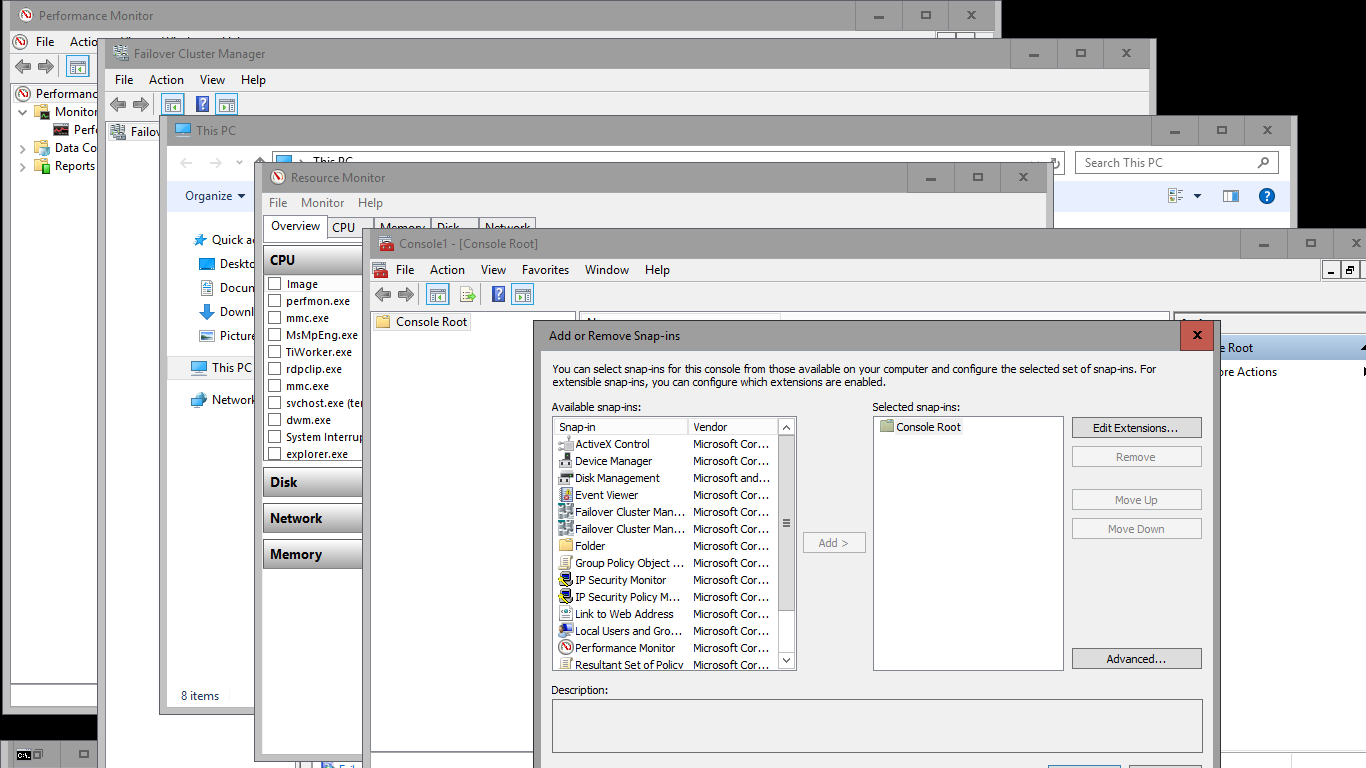 Performance Monitor
File Actio
Performanc
Monitor
Perfo
Data Co
Reports
Failover Cluster Manager
File Action View Help
Failov
This PC
This PC
Search This PC
Organize
Quick ac
Deskto
Docun
Downl
Picture
This PC
Network
8 items
Resource Monitor
File Monitor Help
Overview CPU Memory Disk Network
CPU
Image
perfmon.exe
mmc.exe
MsMpEng.exe
TiWorker.exe
rdpclip.exe
mmc.exe
svchost.exe (ter
dwm.exe
System Interrup
explorer.exe
Disk
Network
Memory
Console1 - [Console Root]
File Action View Favorites Window Help
Console Root
e Root
ore Actions
Add or Remove Snap-ins
You can select snap-ins for this console from those available on your computer and configure the selected set of snap-ins. For
extensible snap-ins, you can configure which extensions are enabled.
Available snap-ins:
Snap-in Vendor
ActiveX Control Microsoft Cor...
Device Manager Microsoft Cor...
Disk Management Microsoft and...
Event Viewer Microsoft Cor...
Failover Cluster Man... Microsoft Cor...
Failover Cluster Man... Microsoft Cor...
Folder Microsoft Cor...
Group Policy Object ... Microsoft Cor...
IP Security Monitor Microsoft Cor...
IP Security Policy M... Microsoft Cor...
Link to Web Address Microsoft Cor...
Local Users and Gro... Microsoft Cor...
Performance Monitor Microsoft Cor...
Resultant Set of Policy Microsoft Cor...
Add >
Selected snap-ins:
Console Root
Edit Extensions...
Remove
Move Up
Move Down
Advanced...
Description: